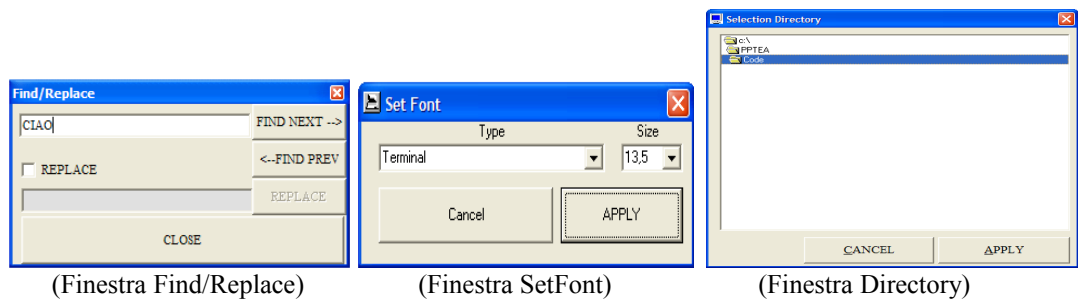 Find/Replace
CIAO
FIND NEXT -->
<--FIND PREV
REPLACE
REPLACE
CLOSE
(Finestra Find/Replace)
Set Font
Type
Size
Terminal
13,5
Cancel
APPLY
(Finestra SetFont)
Selection Directory
c:\
PPTEA
Code
CANCEL
APPLY
(Finestra Directory)